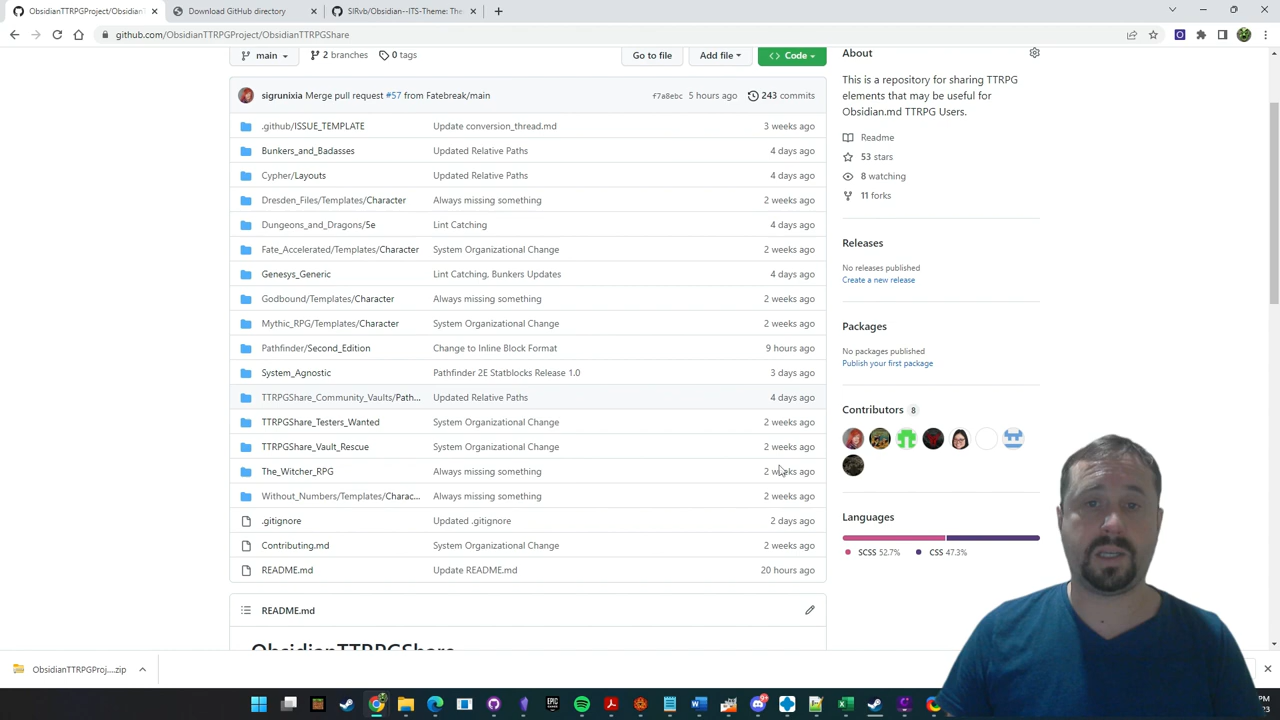 ObsidianTTRPGProject/ObsidianT
Download GitHub directory
SlRvb/Obsidian--ITS-Theme: The
github.com/ObsidianTTRPGProject/ObsidianTTRPGShare
main
2 branches
0 tags
Go to file
Add file
<> Code
About
sigrunixia Merge pull request #57 from Fatebreak/main
f7a8ebc 5 hours ago
243 commits
This is a repository for sharing TTRPG
elements that may be useful for
Obsidian.md TTRPG Users.
.github/ISSUE_TEMPLATE Update conversion_thread.md 3 weeks ago
Bunkers_and_Badasses Updated Relative Paths 4 days ago
Cypher/Layouts Updated Relative Paths 4 days ago
Dresden_Files/Templates/Character Always missing something 2 weeks ago
Dungeons_and_Dragons/5e Lint Catching 4 days ago
Fate_Accelerated/Templates/Character System Organizational Change 2 weeks ago
Genesys_Generic Lint Catching, Bunkers Updates 4 days ago
Godbound/Templates/Character Always missing something 2 weeks ago
Mythic_RPG/Templates/Character System Organizational Change 2 weeks ago
Pathfinder/Second_Edition Change to Inline Block Format 9 hours ago
System_Agnostic Pathfinder 2E Statblocks Release 1.0 3 days ago
TTRPGShare_Community_Vaults/Path... Updated Relative Paths 4 days ago
TTRPGShare_Testers_Wanted System Organizational Change 2 weeks ago
TTRPGShare_Vault_Rescue System Organizational Change 2 weeks ago
The_Witcher_RPG Always missing something 2 weeks ago
Without_Numbers/Templates/Charac... Always missing something 2 weeks ago
.gitignore Updated .gitignore 2 days ago
Contributing.md System Organizational Change 2 weeks ago
README.md Update README.md 20 hours ago
Readme
53 stars
8 watching
11 forks
Releases
No releases published
Create a new release
Packages
No packages published
Publish your first package
Contributors 8
Languages
SCSS 52.7%
CSS 47.3%
README.md
ObsidianTTRPGShare
ObsidianTTRPGProj....zip